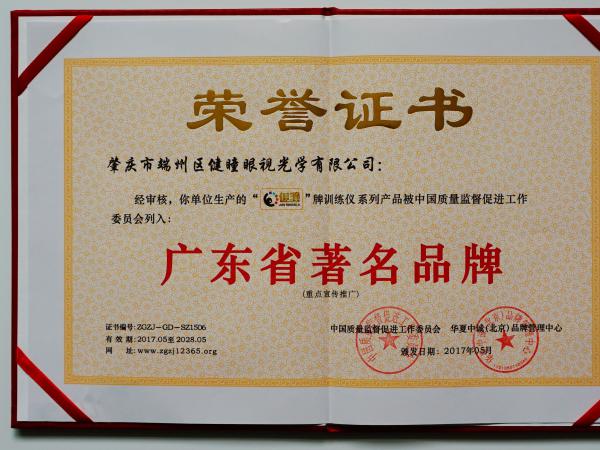 荣誉证书
肇庆市端州区健瞳眼视光学有限公司：
经审核，你单位生产的“健瞳”牌训练仪系列产品被中国质量监督促进工作
委员会列入：
广东省著名品牌
(重点宣传推广)
证书编号：ZGZJ-GD-SZ1506
有效期：2017.05至2028.05
网　址：www.zgzj12365.org
中国质量监督促进工作委员会　华夏中诚(北京)品牌管理中心
颁发日期：2017年05月